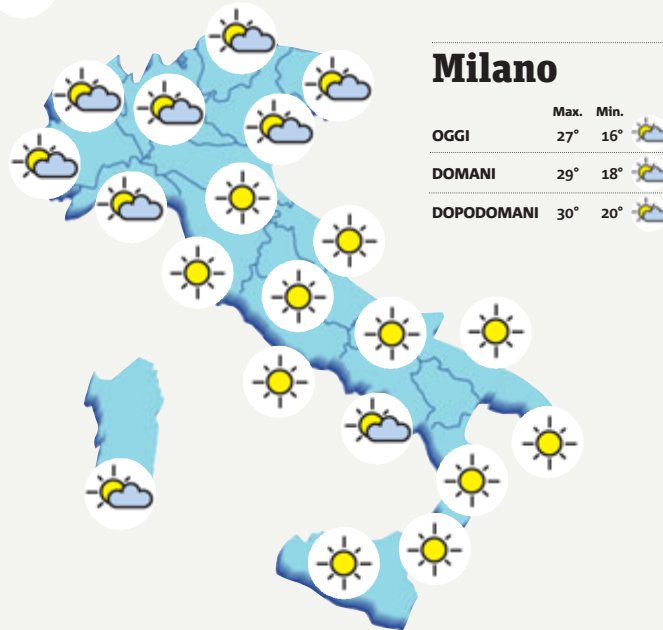 Milano
Max. Min.
OGGI 27° 16°
DOMANI 29° 18°
DOPODOMANI 30° 20°